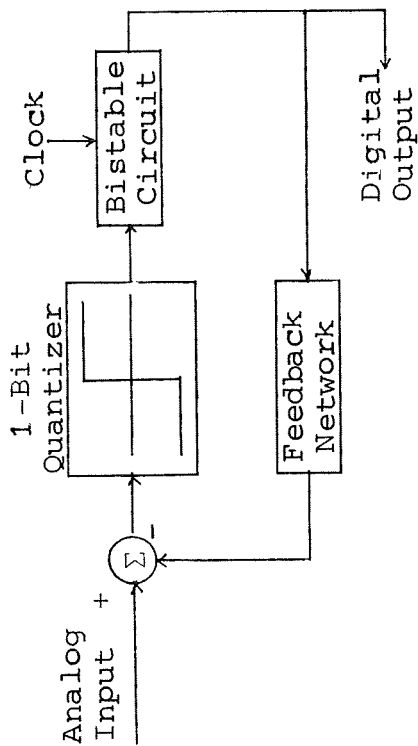 Analog
Input
+
Σ
-
1-Bit
Quantizer
Clock
Bistable
Circuit
Feedback
Network
Digital
Output